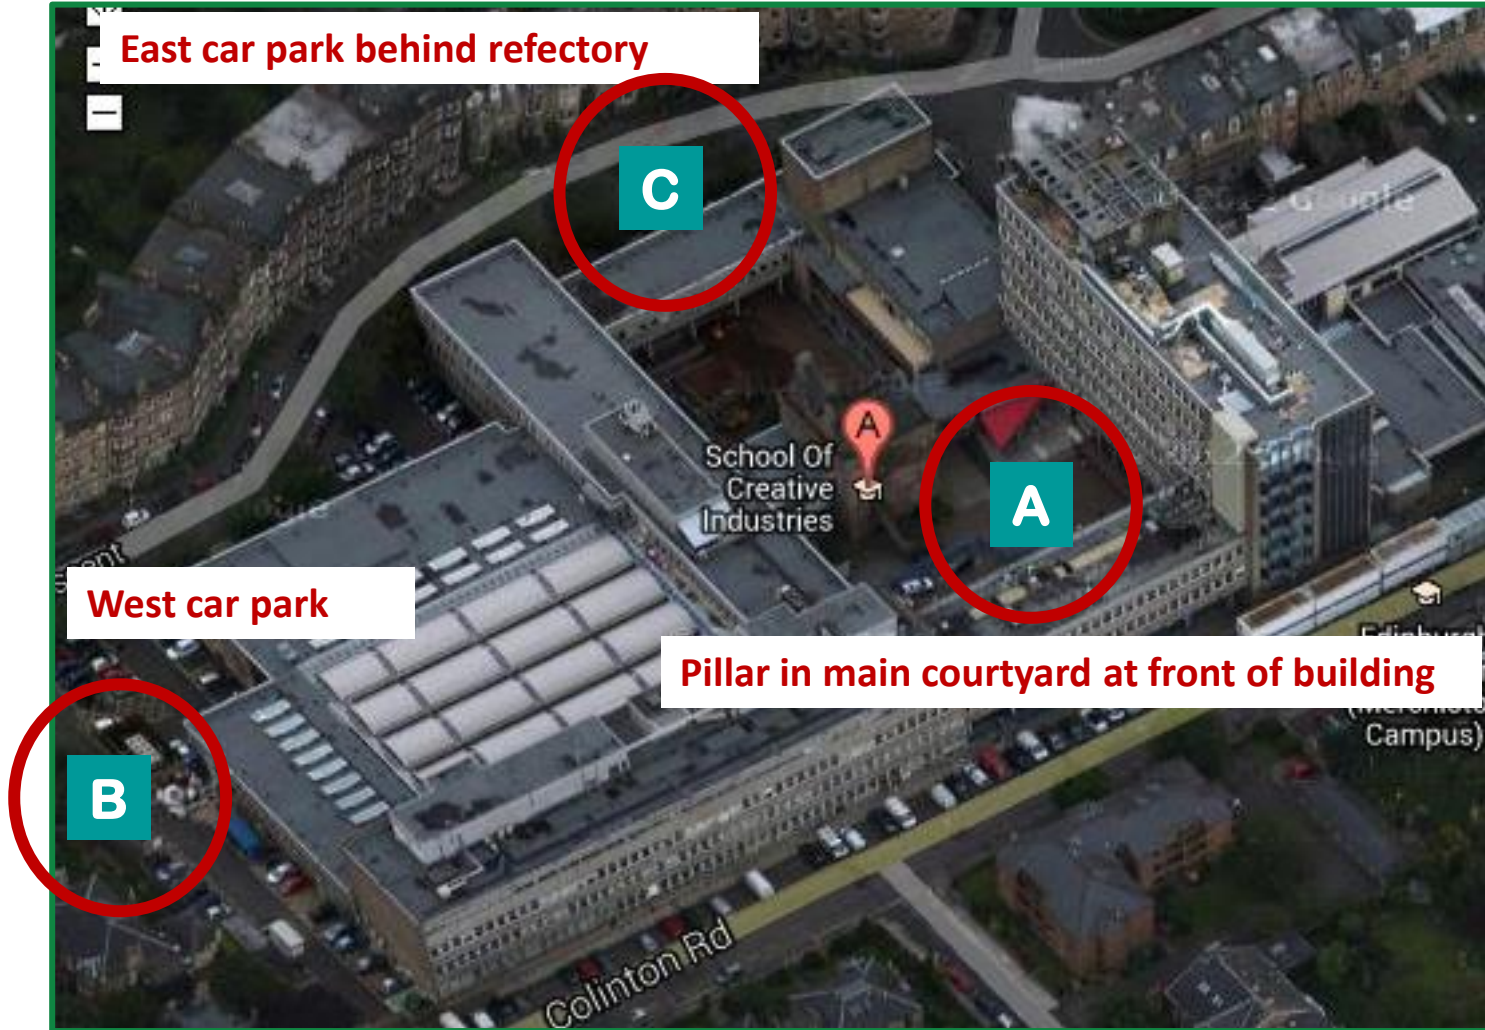 East car park behind refectory
C
Google
A
School Of
Creative
Industries
A
West car park
Pillar in main courtyard at front of building
Campus)
B
Colinton Rd